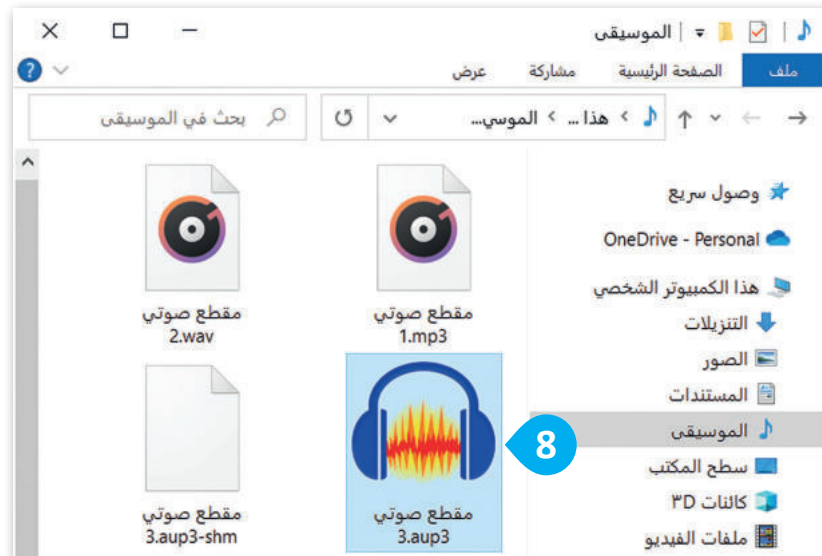 الموسيقى
ملف
الصفحة الرئيسية
مشاركة
عرض
هذا ...
الموسي...
بحث في الموسيقى
وصول سريع
OneDrive - Personal
هذا الكمبيوتر الشخصي
التنزيلات
الصور
المستندات
الموسيقى
سطح المكتب
كائنات ٣D
ملفات الفيديو
مقطع صوتي
1.mp3
مقطع صوتي
2.wav
8
مقطع صوتي
3.aup3
مقطع صوتي
3.aup3-shm